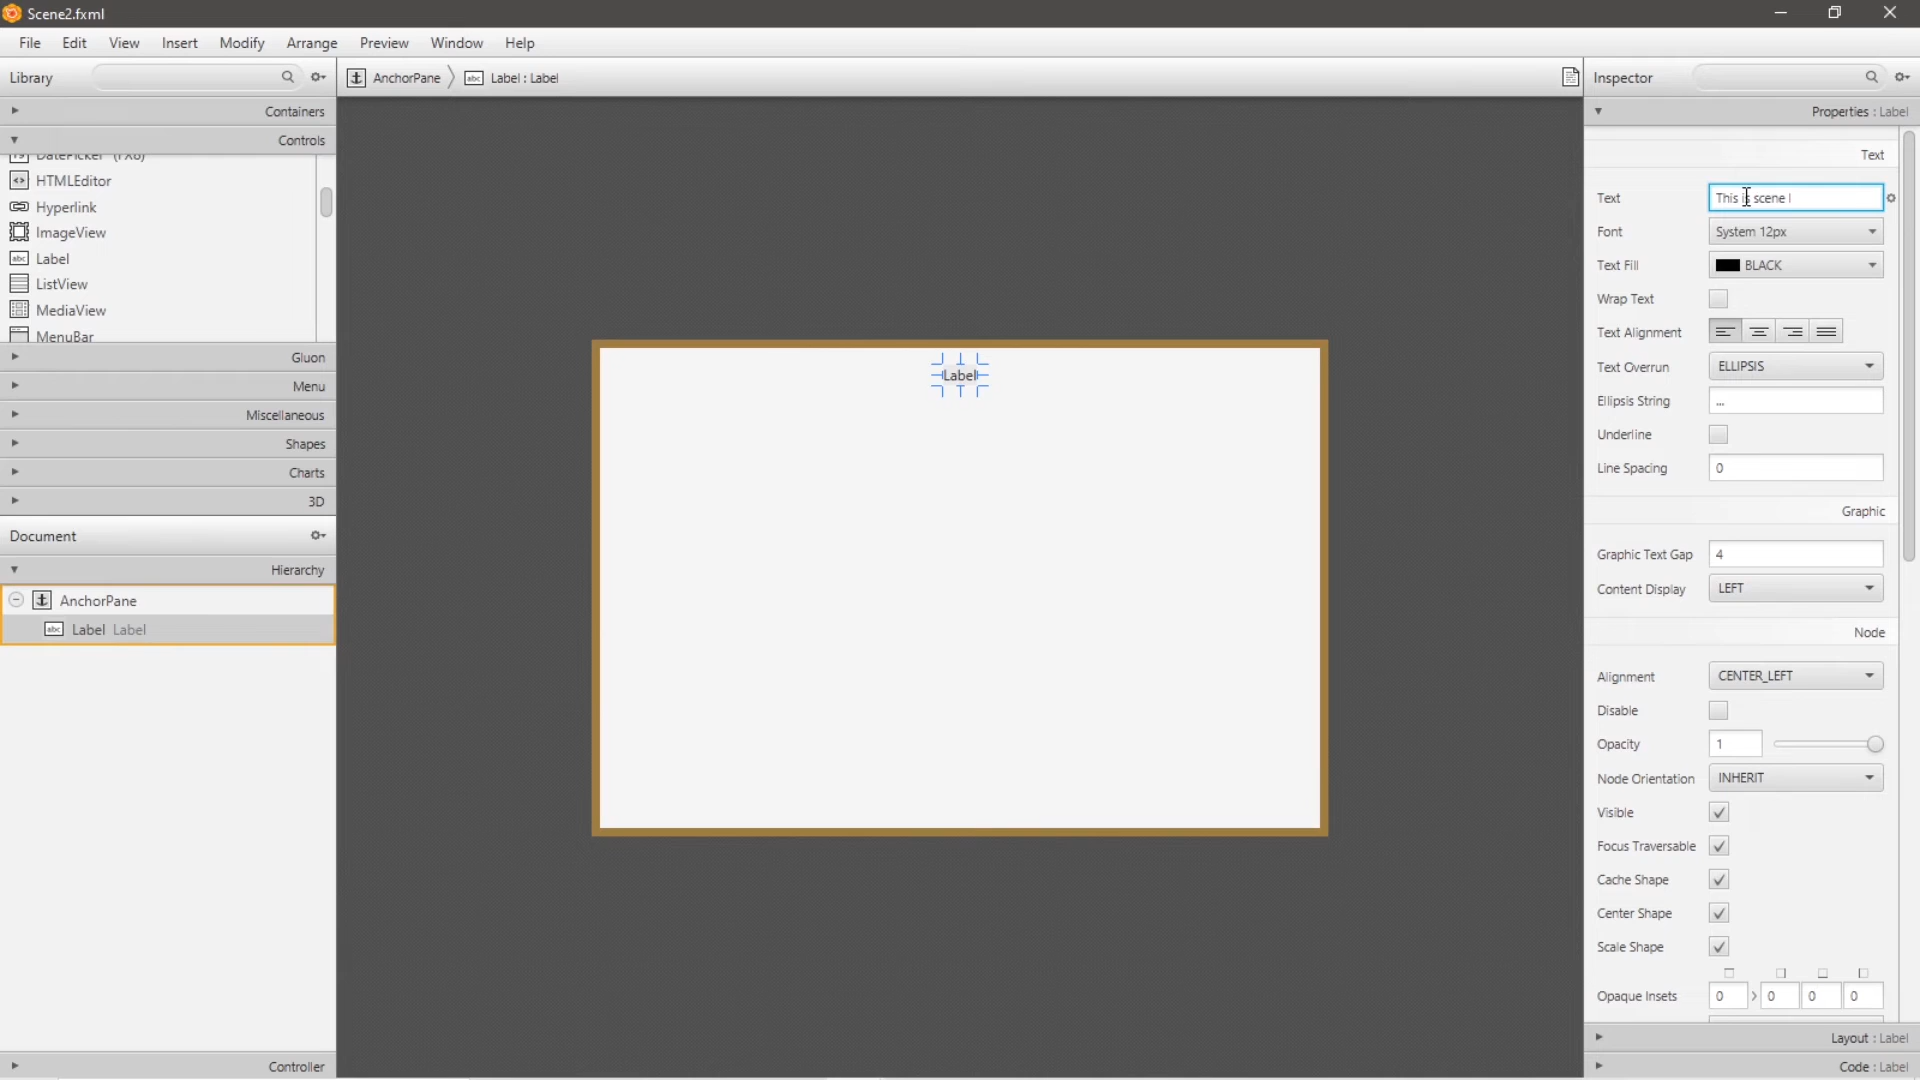 Scene2.fxml
File Edit View Insert Modify Arrange Preview Window Help
Library
AnchorPane Label : Label
Inspector
Containers
Controls
DatePicker (FX8)
HTMLEditor
Hyperlink
ImageView
abc Label
ListView
MediaView
MenuBar
Gluon
Menu
Miscellaneous
Shapes
Charts
3D
Document
Hierarchy
AnchorPane
abc Label Label
Controller
Label
Properties : Label
Text
Text This is scene
Font System 12px
Text Fill BLACK
Wrap Text
Text Alignment
Text Overrun ELLIPSIS
Ellipsis String ...
Underline
Line Spacing 0
Graphic
Graphic Text Gap 4
Content Display LEFT
Node
Alignment CENTER_LEFT
Disable
Opacity 1
Node Orientation INHERIT
Visible
Focus Traversable
Cache Shape
Center Shape
Scale Shape
Opaque Insets 0 0 0 0
Layout : Label
Code : Label